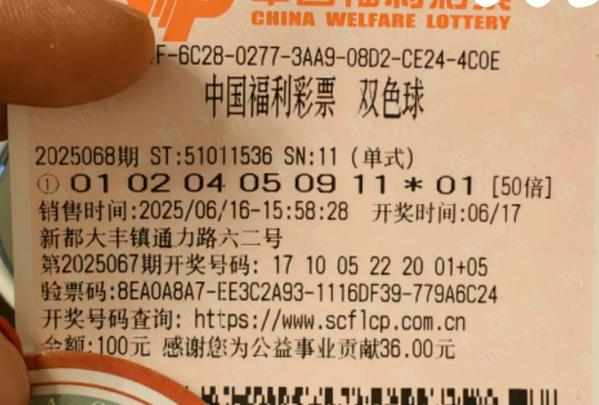 CHINA WELFARE LOTTERY
F-6C28-0277-3AA9-08D2-CE24-4C0E
中国福利彩票 双色球
2025068期 ST:51011536 SN:11 (单式)
① 01 02 04 05 09 11 * 01 [50倍]
销售时间:2025/06/16-15:58:28 开奖时间:06/17
新都大丰镇通力路六二号
第2025067期开奖号码: 17 10 05 22 20 01+05
验票码:8EA0A8A7-EE3C2A93-1116DF39-779A6C24
开奖号码查询: https://www.scflcp.com.cn
金额:100元 感谢您为公益事业贡献36.00元